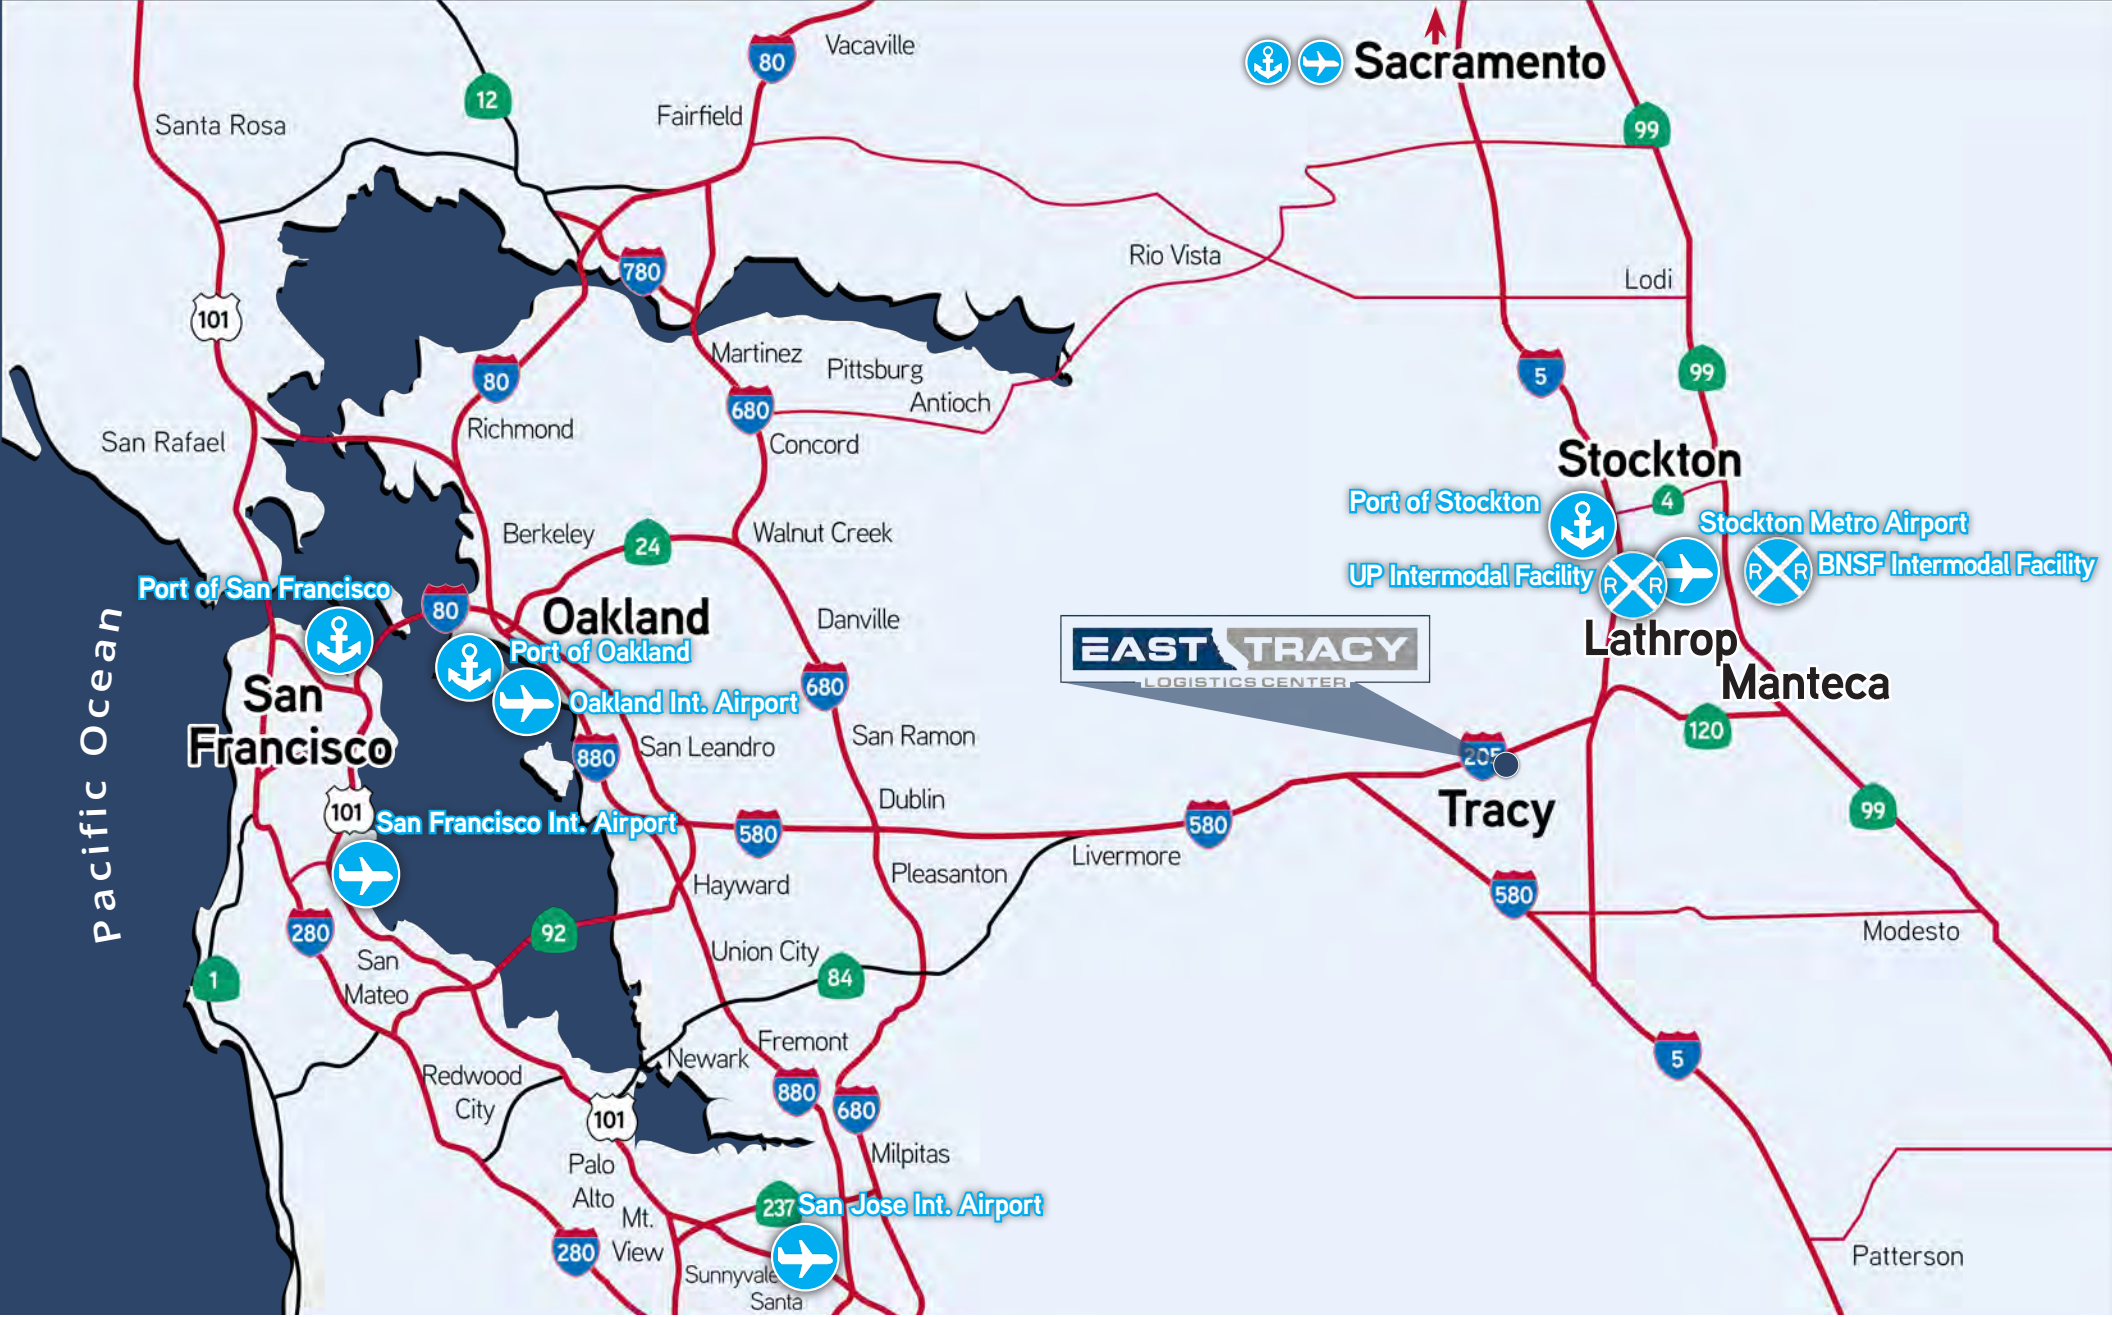 80
Vacaville
Sacramento
12
Fairfield
Santa Rosa
99
Rio Vista
780
Lodi
101
Martinez
Pittsburg
5
99
80
Antioch
680
Richmond
San Rafael
Concord
Stockton
4
Port of Stockton
Stockton Metro Airport
Berkeley
24
Walnut Creek
UP Intermodal Facility
R R
R R
BNSF Intermodal Facility
Port of San Francisco
80
Oakland
Danville
EAST TRACY
LOGISTICS CENTER
Lathrop
Port of Oakland
Manteca
680
San
Francisco
Oakland Int. Airport
Pacific Ocean
San Leandro
San Ramon
880
205
120
Dublin
101
San Francisco Int. Airport
580
580
Tracy
99
Livermore
Pleasanton
Hayward
580
280
92
Modesto
Union City
San
Mateo
84
1
Fremont
Newark
5
Redwood
City
880
680
101
Milpitas
Palo
Alto
237
San Jose Int. Airport
Mt.
View
280
Sunnyvale
Santa
Patterson